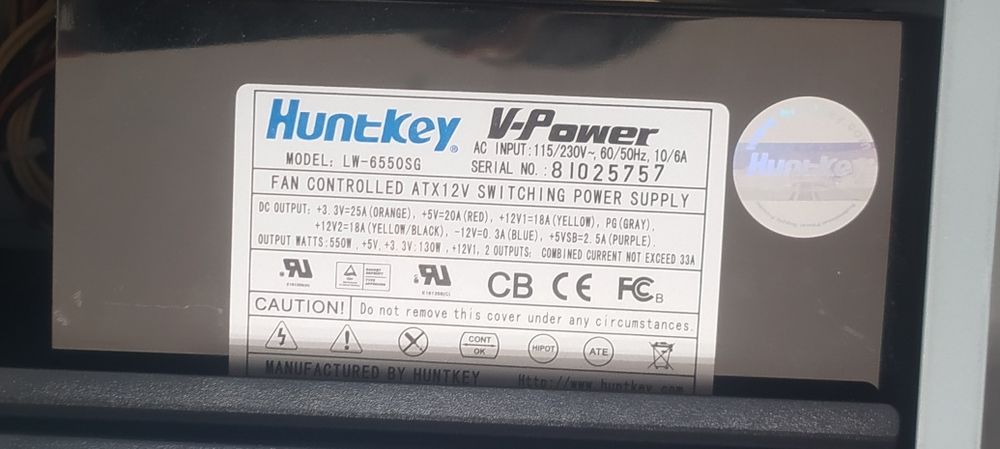 Huntkey® V-Power
AC INPUT:115/230V~, 60/50Hz, 10/6A
MODEL: LW-6550SG SERIAL NO.:81025757
FAN CONTROLLED ATX12V SWITCHING POWER SUPPLY
DC OUTPUT: +3.3V=25A(ORANGE), +5V=20A(RED), +12V1=18A(YELLOW), PG(GRAY),
+12V2=18A(YELLOW/BLACK), -12V=0.3A(BLUE), +5VSB=2.5A(PURPLE).
OUTPUT WATTS:550W ,+5V,+3.3V:130W ,+12V1, 2 OUTPUTS: COMBINED CURRENT NOT EXCEED 33A
CB CE FC B
CAUTION! Do not remove this cover under any circumstances.
CONT OK HIPOT ATE
MANUFACTURED BY HUNTKEY Http://www.huntkey.com
Huntkey